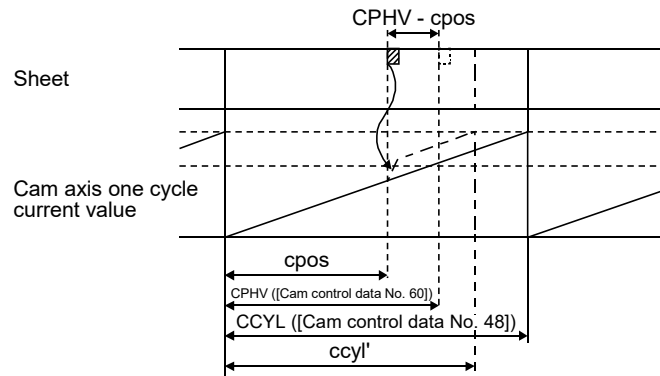 CPHV - cpos
Sheet
Cam axis one cycle
current value
cpos
CPHV ([Cam control data No. 60])
CCYL ([Cam control data No. 48])
ccyl'